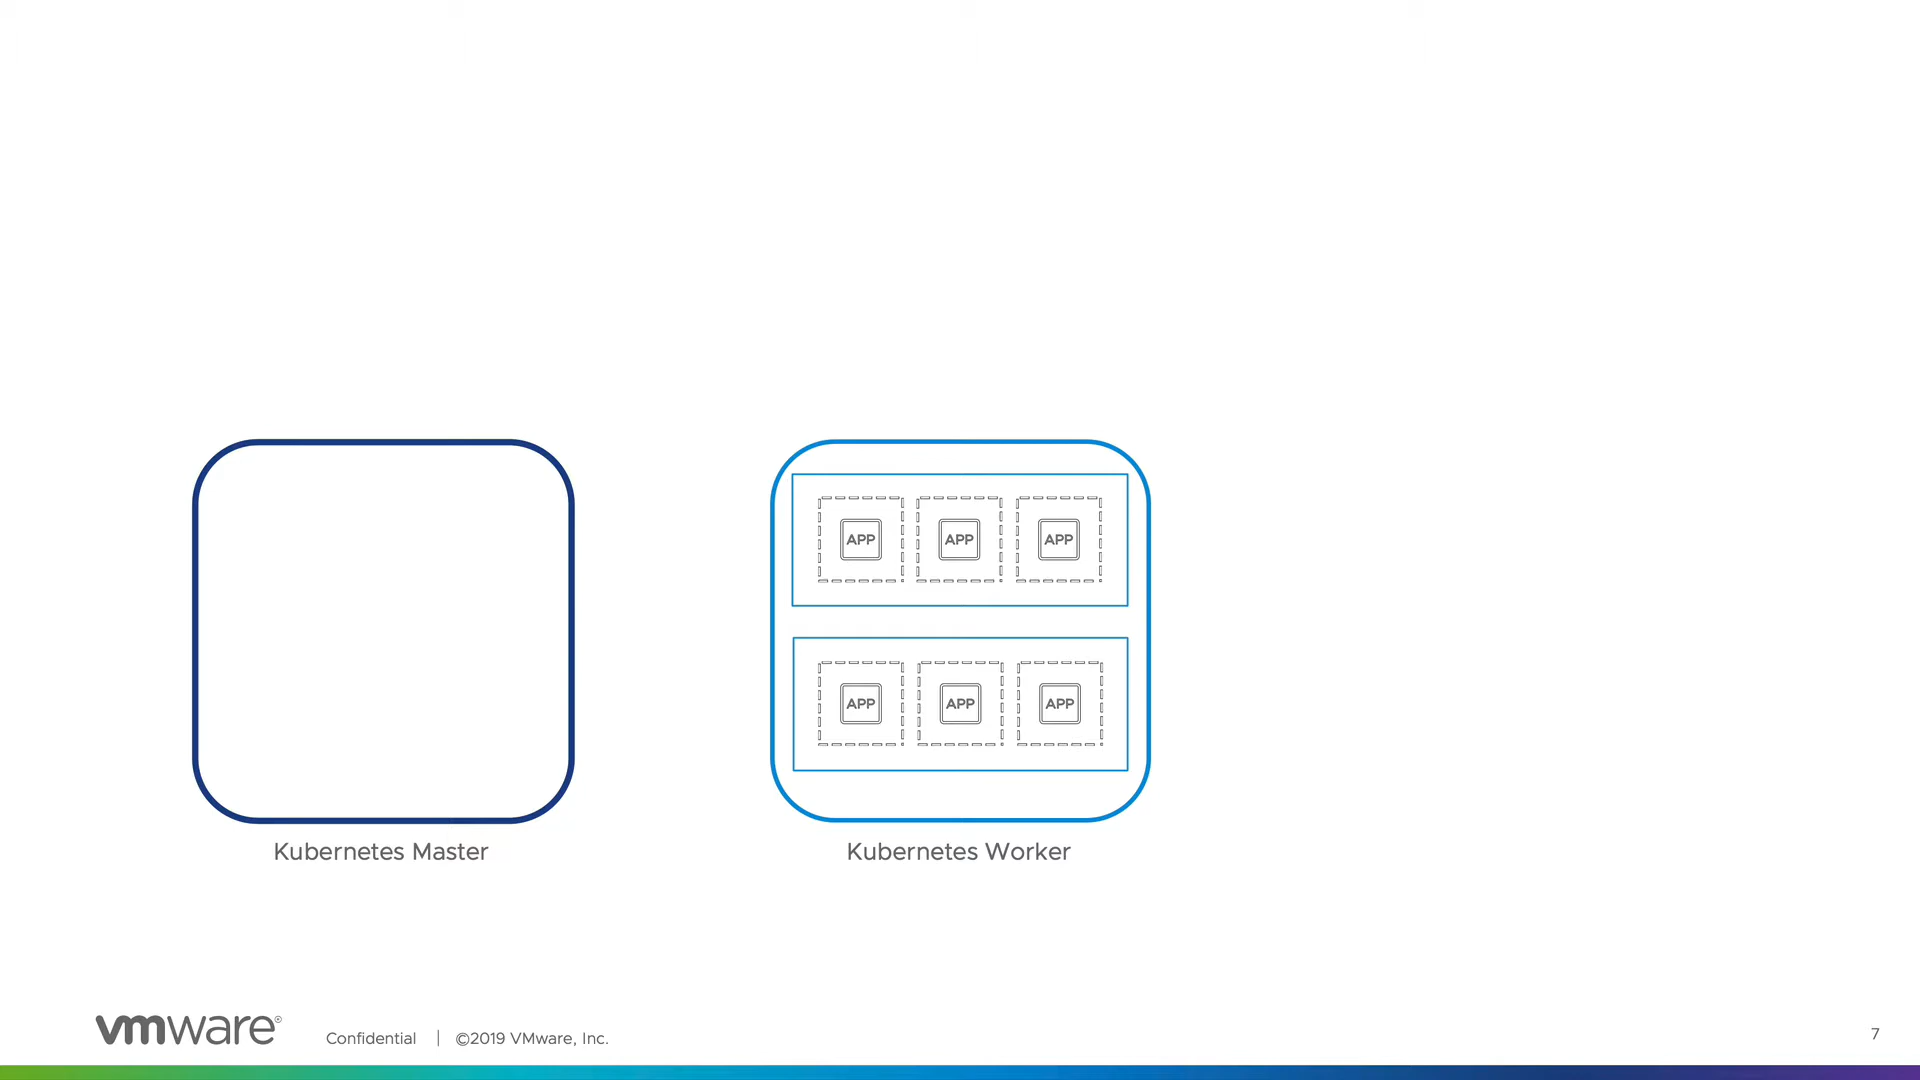 APP APP APP
APP APP APP
Kubernetes Master
Kubernetes Worker
vmware®
Confidential | ©2019 VMware, Inc.
7